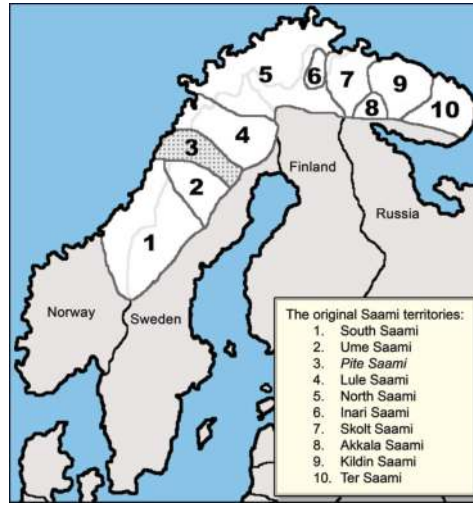 5
6
7
9
10
8
4
3
2
1
Finland
Russia
Norway
Sweden
The original Saami territories:
1. South Saami
2. Ume Saami
3. Pite Saami
4. Lule Saami
5. North Saami
6. Inari Saami
7. Skolt Saami
8. Akkala Saami
9. Kildin Saami
10. Ter Saami